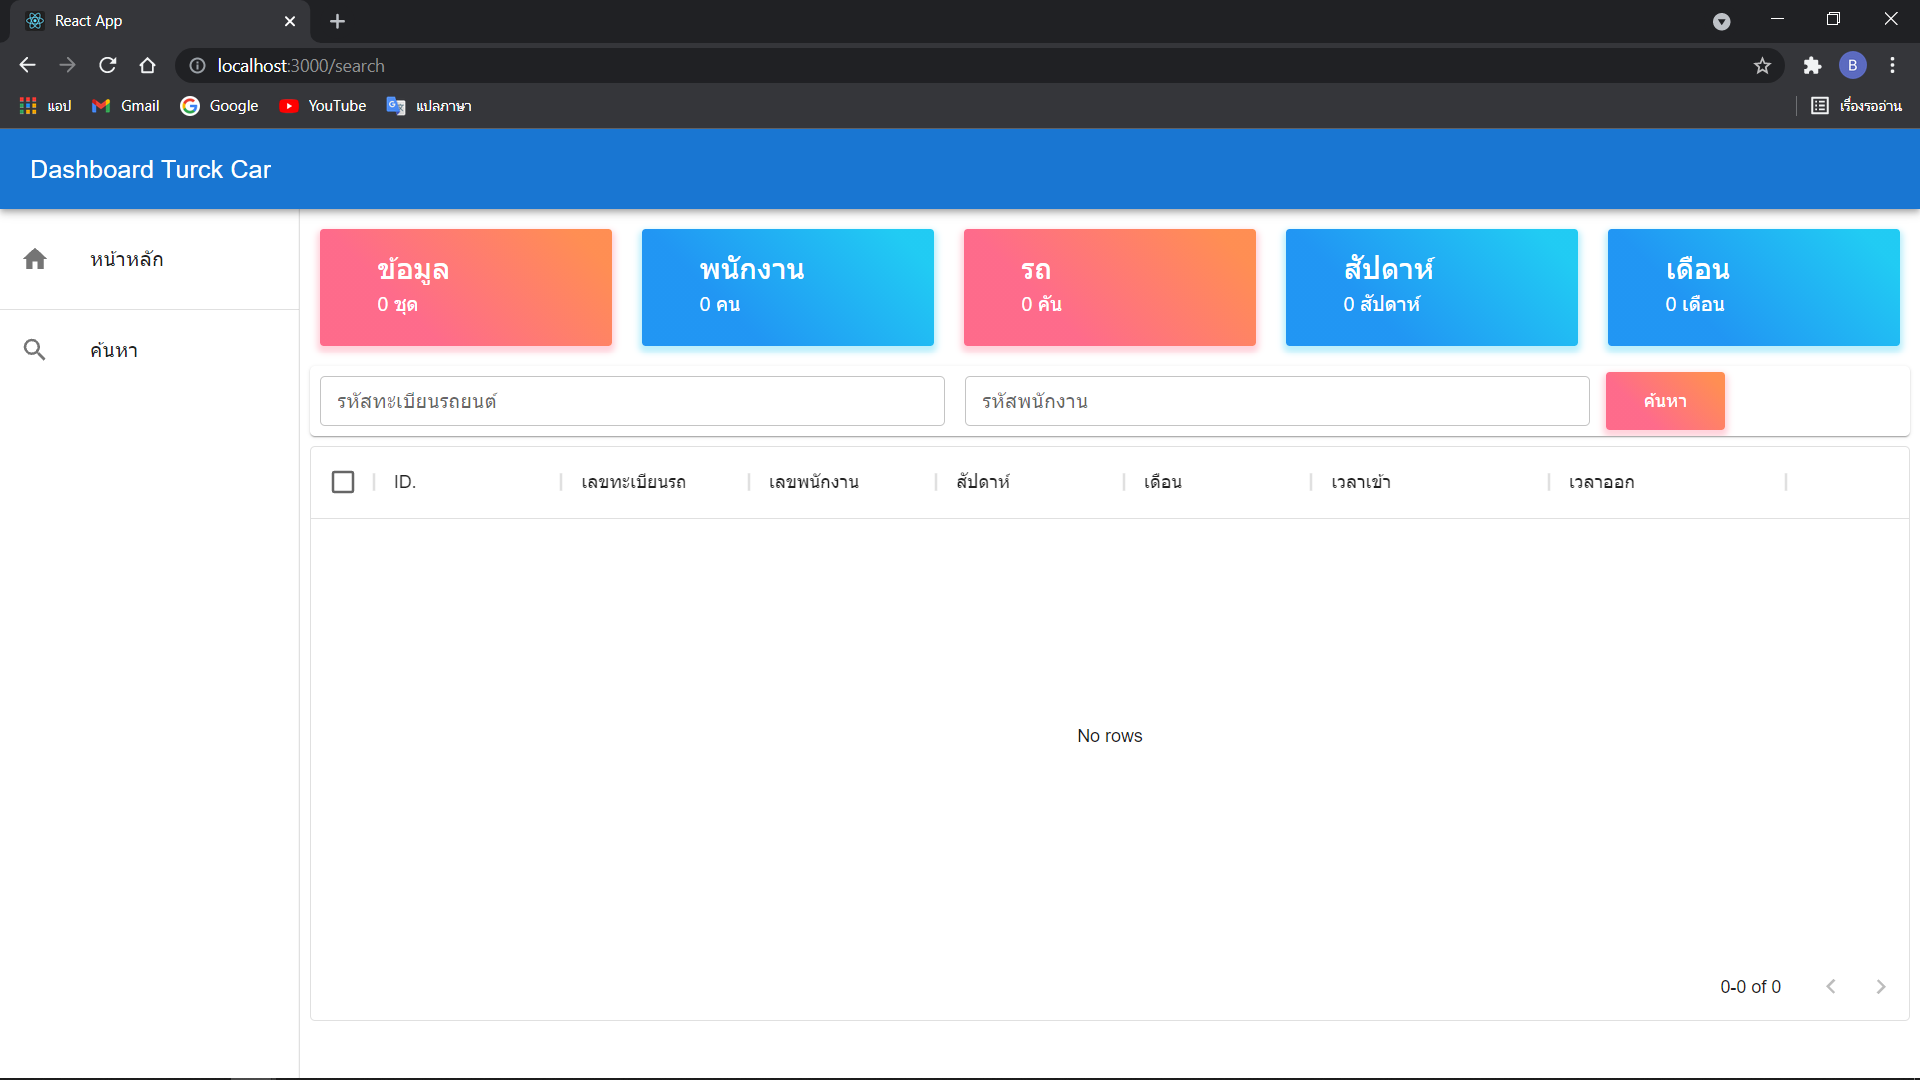 React App
localhost:3000/search
แอป Gmail Google YouTube แปลภาษา เรื่องรออ่าน
B
Dashboard Turck Car
หน้าหลัก
ค้นหา
ข้อมูล
0 ชุด
พนักงาน
0 คน
รถ
0 คัน
สัปดาห์
0 สัปดาห์
เดือน
0 เดือน
รหัสทะเบียนรถยนต์ รหัสพนักงาน ค้นหา
ID. เลขทะเบียนรถ เลขพนักงาน สัปดาห์ เดือน เวลาเข้า เวลาออก
No rows
0-0 of 0